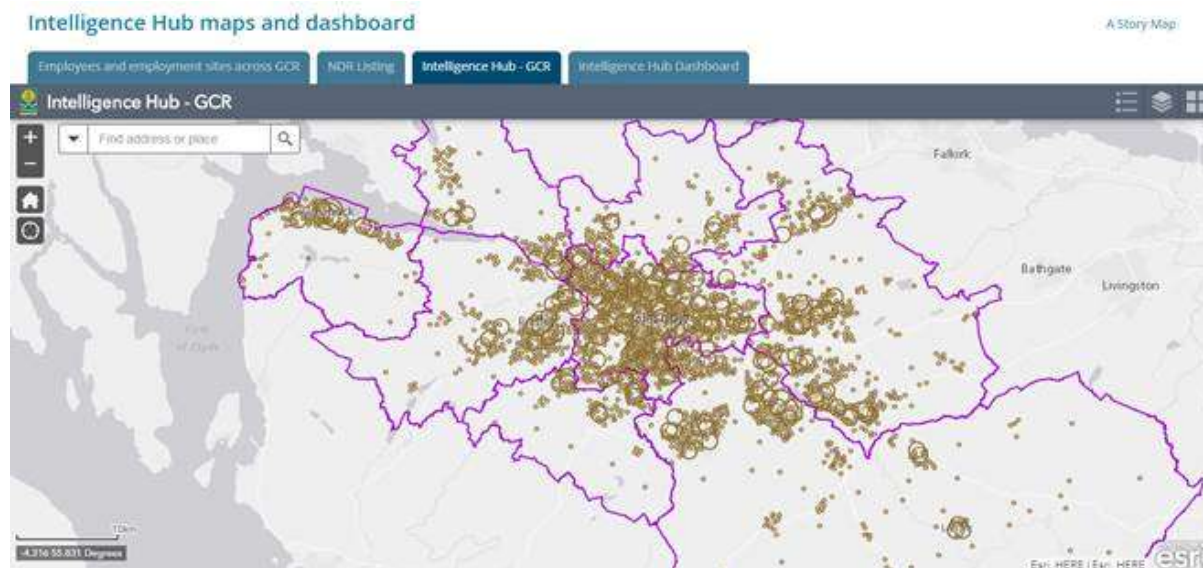 Intelligence Hub maps and dashboard
A Story Map
Employees and employment sites across GCR
NDR Listing
Intelligence Hub - GCR
Intelligence Hub Dashboard
Intelligence Hub - GCR
Find address or place
Falkirk
Bathgate
Livingston
of Clyde
10km
-4.316 55.831 Degrees
Esri, HERE | Esri, HERE
esri